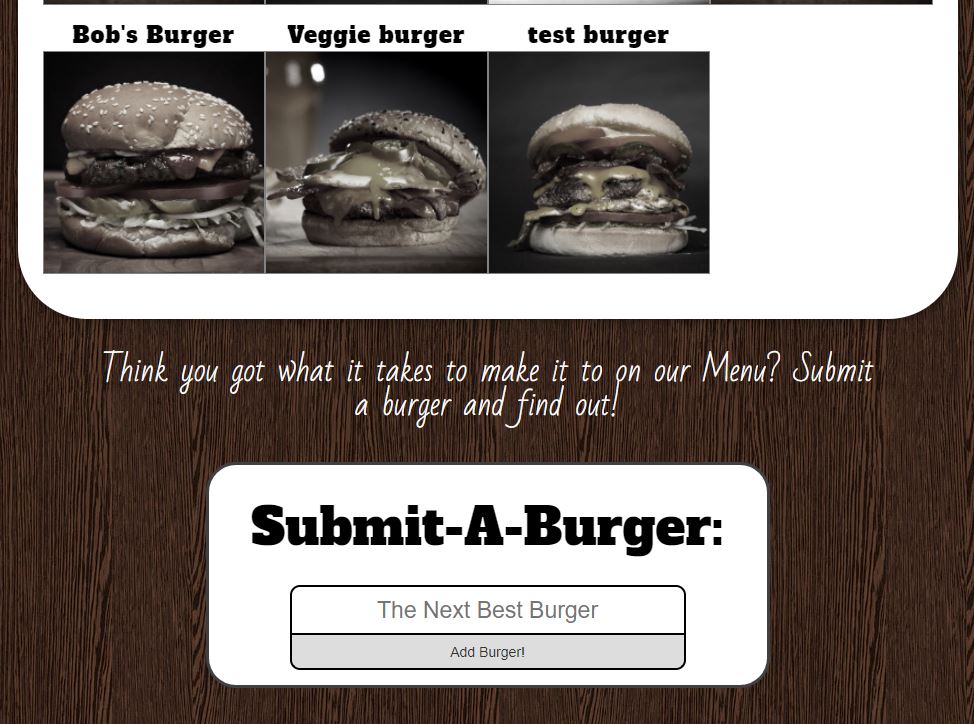 Bob's Burger Veggie burger test burger
Think you got what it takes to make it to on our Menu? Submit
a burger and find out!
Submit-A-Burger:
The Next Best Burger
Add Burger!